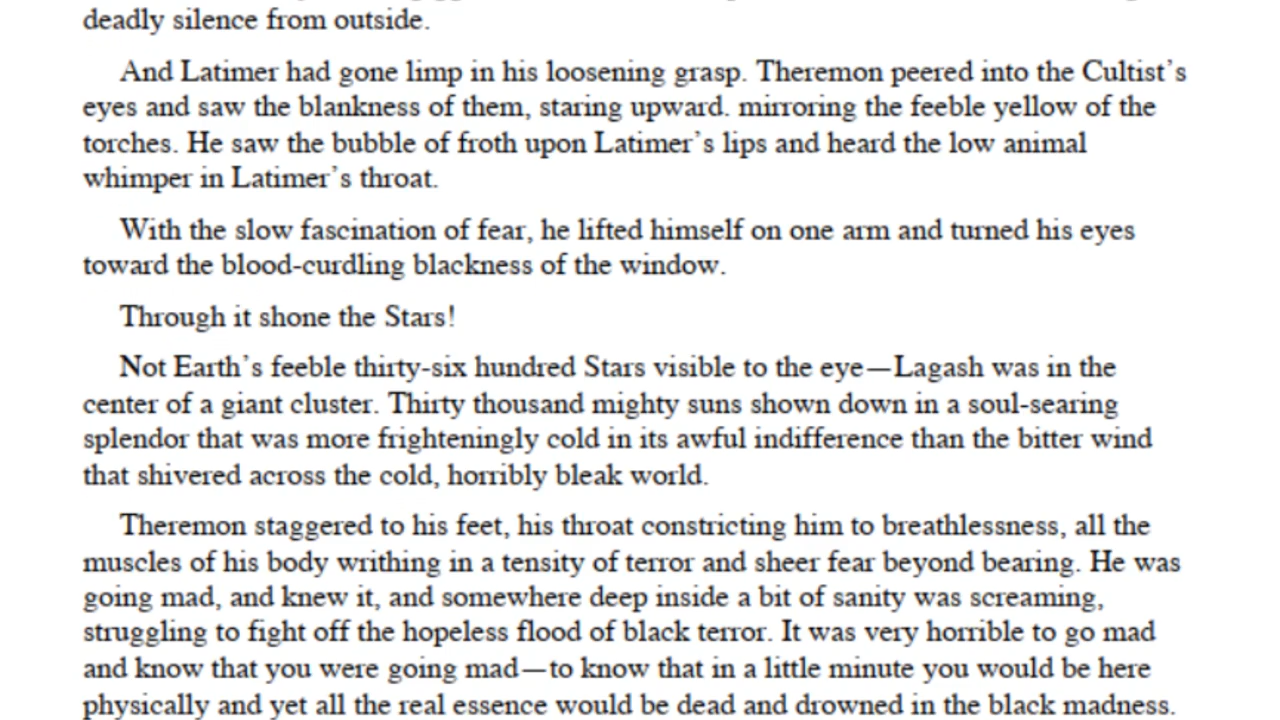 deadly silence from outside.
And Latimer had gone limp in his loosening grasp. Theremon peered into the Cultist’s
eyes and saw the blankness of them, staring upward. mirroring the feeble yellow of the
torches. He saw the bubble of froth upon Latimer’s lips and heard the low animal
whimper in Latimer’s throat.
With the slow fascination of fear, he lifted himself on one arm and turned his eyes
toward the blood-curdling blackness of the window.
Through it shone the Stars!
Not Earth’s feeble thirty-six hundred Stars visible to the eye—Lagash was in the
center of a giant cluster. Thirty thousand mighty suns shown down in a soul-searing
splendor that was more frighteningly cold in its awful indifference than the bitter wind
that shivered across the cold, horribly bleak world.
Theremon staggered to his feet, his throat constricting him to breathlessness, all the
muscles of his body writhing in a tensity of terror and sheer fear beyond bearing. He was
going mad, and knew it, and somewhere deep inside a bit of sanity was screaming,
struggling to fight off the hopeless flood of black terror. It was very horrible to go mad
and know that you were going mad—to know that in a little minute you would be here
physically and yet all the real essence would be dead and drowned in the black madness.